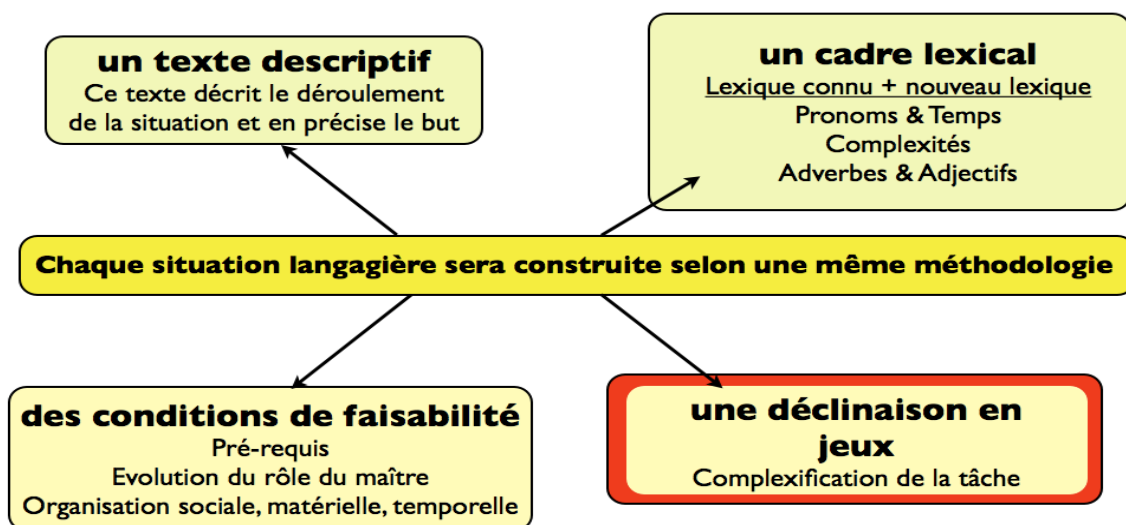 un texte descriptif
Ce texte décrit le déroulement
de la situation et en précise le but
un cadre lexical
Lexique connu + nouveau lexique
Pronoms & Temps
Complexités
Adverbes & Adjectifs
Chaque situation langagière sera construite selon une même méthodologie
des conditions de faisabilité
Pré-requis
Evolution du rôle du maître
Organisation sociale, matérielle, temporelle
une déclinaison en
jeux
Complexification de la tâche